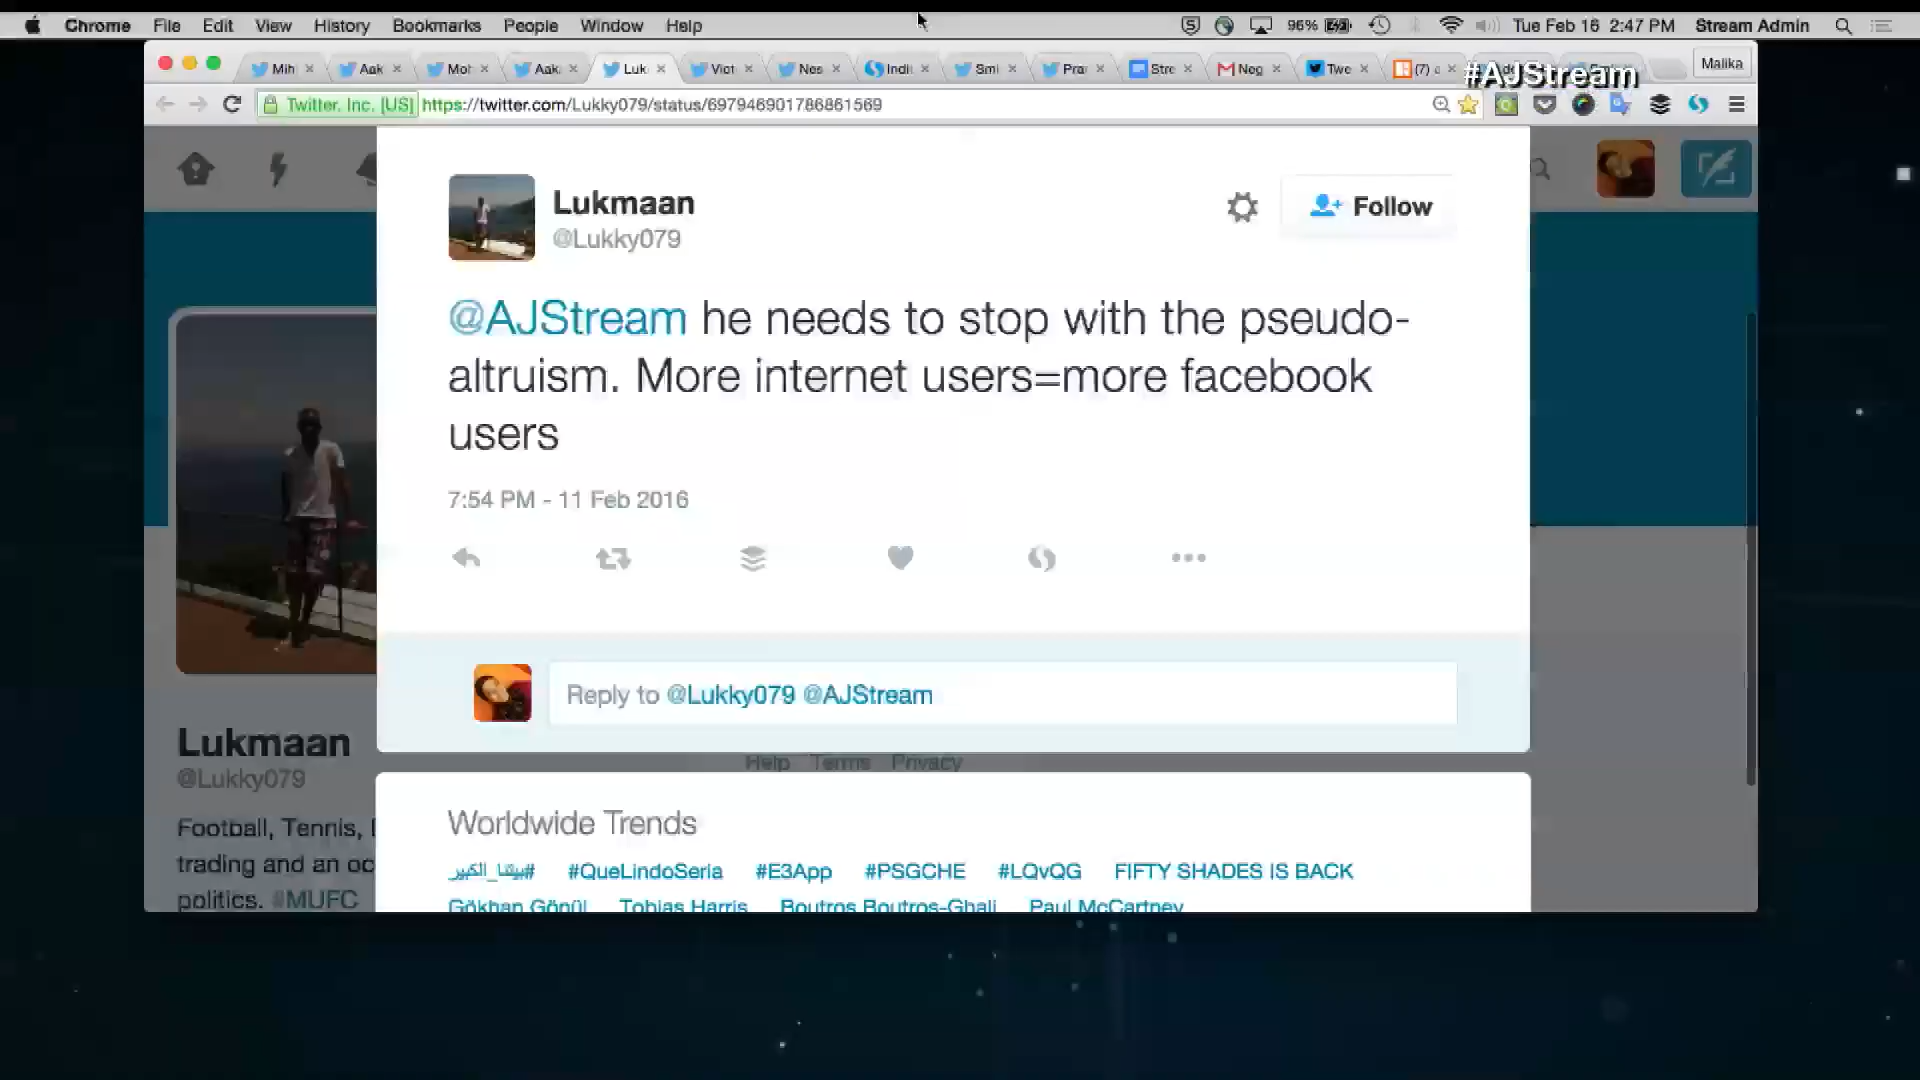 Chrome File Edit View History Bookmarks People Window Help 96% Tue Feb 16 2:47 PM Stream Admin
Mih Aak Mot Aak Luk Viot Nes Indi Smi Pra Stre Neg Twe (7) Malika
#AJStream
Twitter, Inc. [US] https://twitter.com/Lukky079/status/697946901786861569
Lukmaan
@Lukky079
Follow
@AJStream he needs to stop with the pseudo-
altruism. More internet users=more facebook
users
7:54 PM - 11 Feb 2016
Reply to @Lukky079 @AJStream
Lukmaan
@Lukky079
Football, Tennis,
trading and an oc
politics. #MUFC
Help Terms Privacy
Worldwide Trends
#بيتنا_الكبير #QueLindoSeria #E3App #PSGCHE #LQvQG FIFTY SHADES IS BACK
Gökhan Gönül Tobias Harris Boutros Boutros-Ghali Paul McCartney